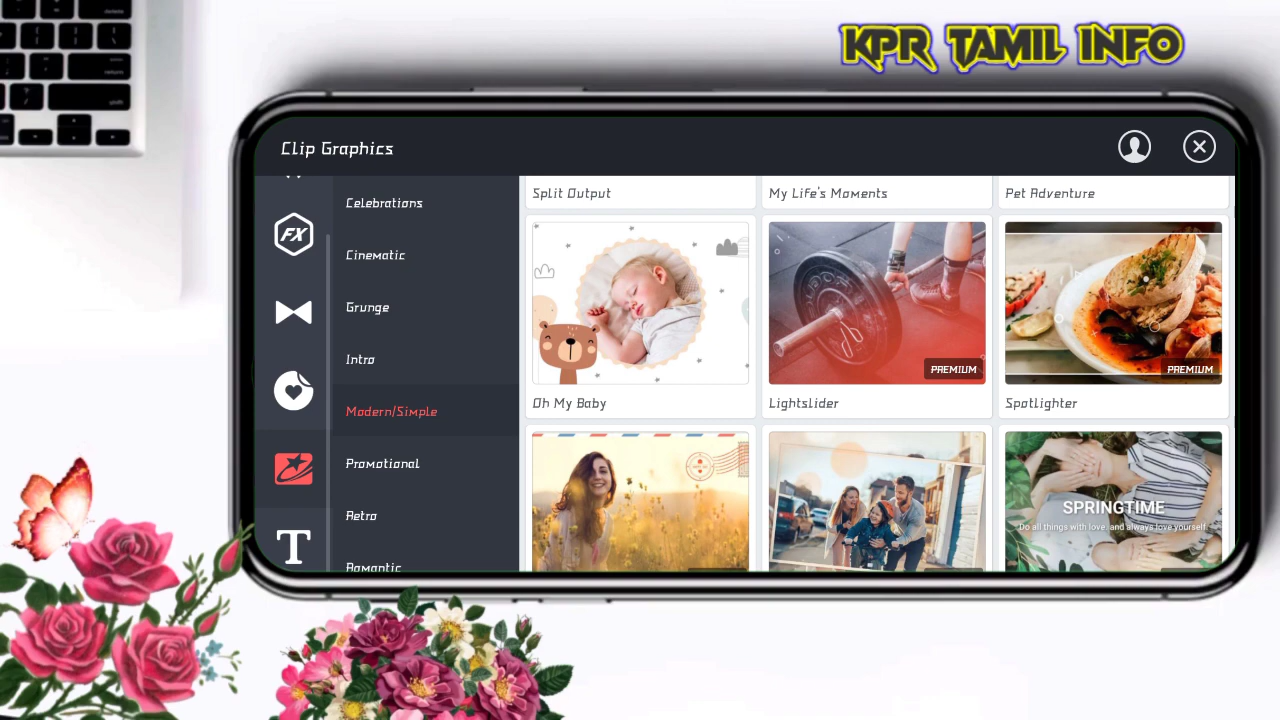 KPR TAMIL INFO
Clip Graphics
FX
Celebrations
Cinematic
Grunge
Intro
Modern/Simple
Promotional
Retro
Romantic
T
Split Output
My Life's Moments
Pet Adventure
PREMIUM
PREMIUM
Oh My Baby
Lightslider
Spotlighter
SPRINGTIME
Do all things with love, and always love yourself.